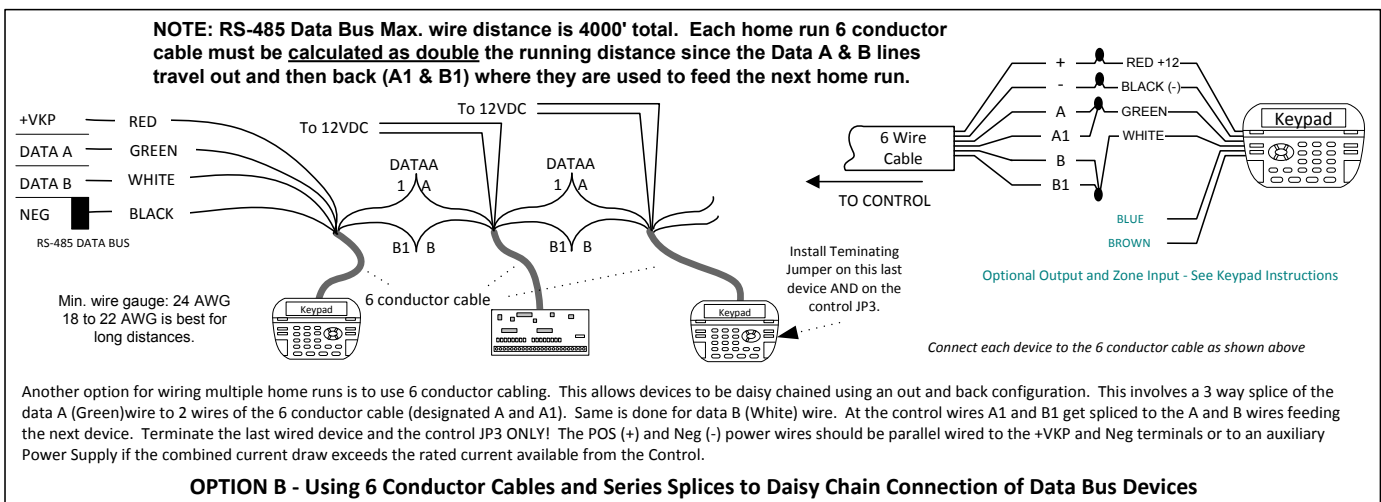 NOTE: RS-485 Data Bus Max. wire distance is 4000' total. Each home run 6 conductor
cable must be calculated as double the running distance since the Data A & B lines
travel out and then back (A1 & B1) where they are used to feed the next home run.
+VKP
RED
DATA A
GREEN
DATA B
WHITE
NEG
BLACK
RS-485 DATA BUS
To 12VDC
To 12VDC
DATAA
1 A
B1 B
DATAA
1 A
B1 B
6 conductor cable
Min. wire gauge: 24 AWG
18 to 22 AWG is best for
long distances.
Keypad
Keypad
Install Teminating
Jumper on this last
device AND on the
control JP3.
6 Wire
Cable
TO CONTROL
+
RED +12
-
BLACK (-)
A
GREEN
A1
WHITE
B
B1
BLUE
BROWN
Keypad
Optional Output and Zone Input - See Keypad Instructions
Connect each device to the 6 conductor cable as shown above
Another option for wiring multiple home runs is to use 6 conductor cabling. This allows devices to be daisy chained using an out and back configuration. This involves a 3 way splice of the
data A (Green)wire to 2 wires of the 6 conductor cable (designated A and A1). Same is done for data B (White) wire. At the control wires A1 and B1 get spliced to the A and B wires feeding
the next device. Terminate the last wired device and the control JP3 ONLY! The POS (+) and Neg (-) power wires should be parallel wired to the +VKP and Neg terminals or to an auxiliary
Power Supply if the combined current draw exceeds the rated current available from the Control.
OPTION B - Using 6 Conductor Cables and Series Splices to Daisy Chain Connection of Data Bus Devices